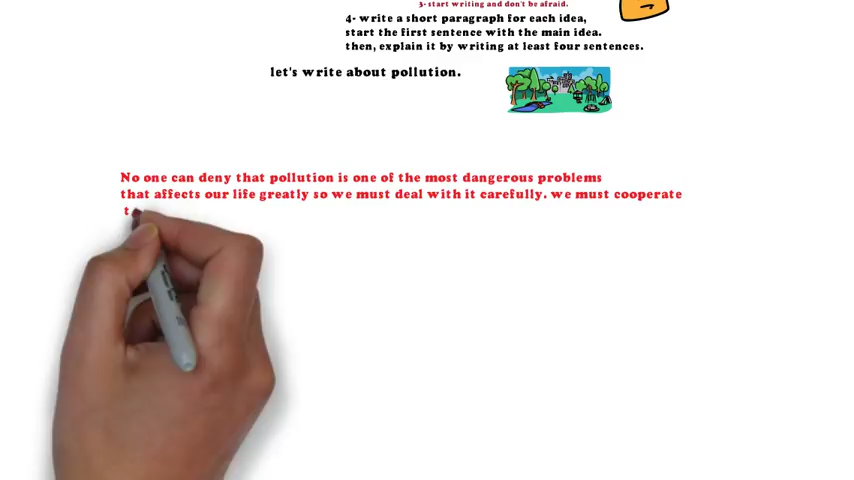 3- start writing and don't be afraid.
4- write a short paragraph for each idea,
start the first sentence with the main idea.
then, explain it by writing at least four sentences.
let's write about pollution.
No one can deny that pollution is one of the most dangerous problems
that affects our life greatly so we must deal with it carefully. we must cooperate
t